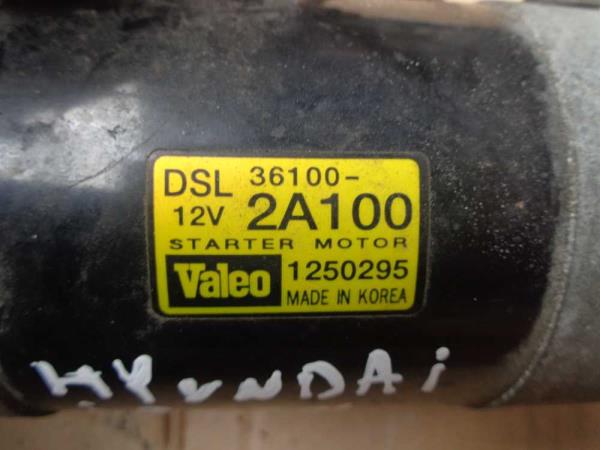 DSL 36100-
12V 2A100
STARTER MOTOR
Valeo 1250295
MADE IN KOREA
HYUNDAi